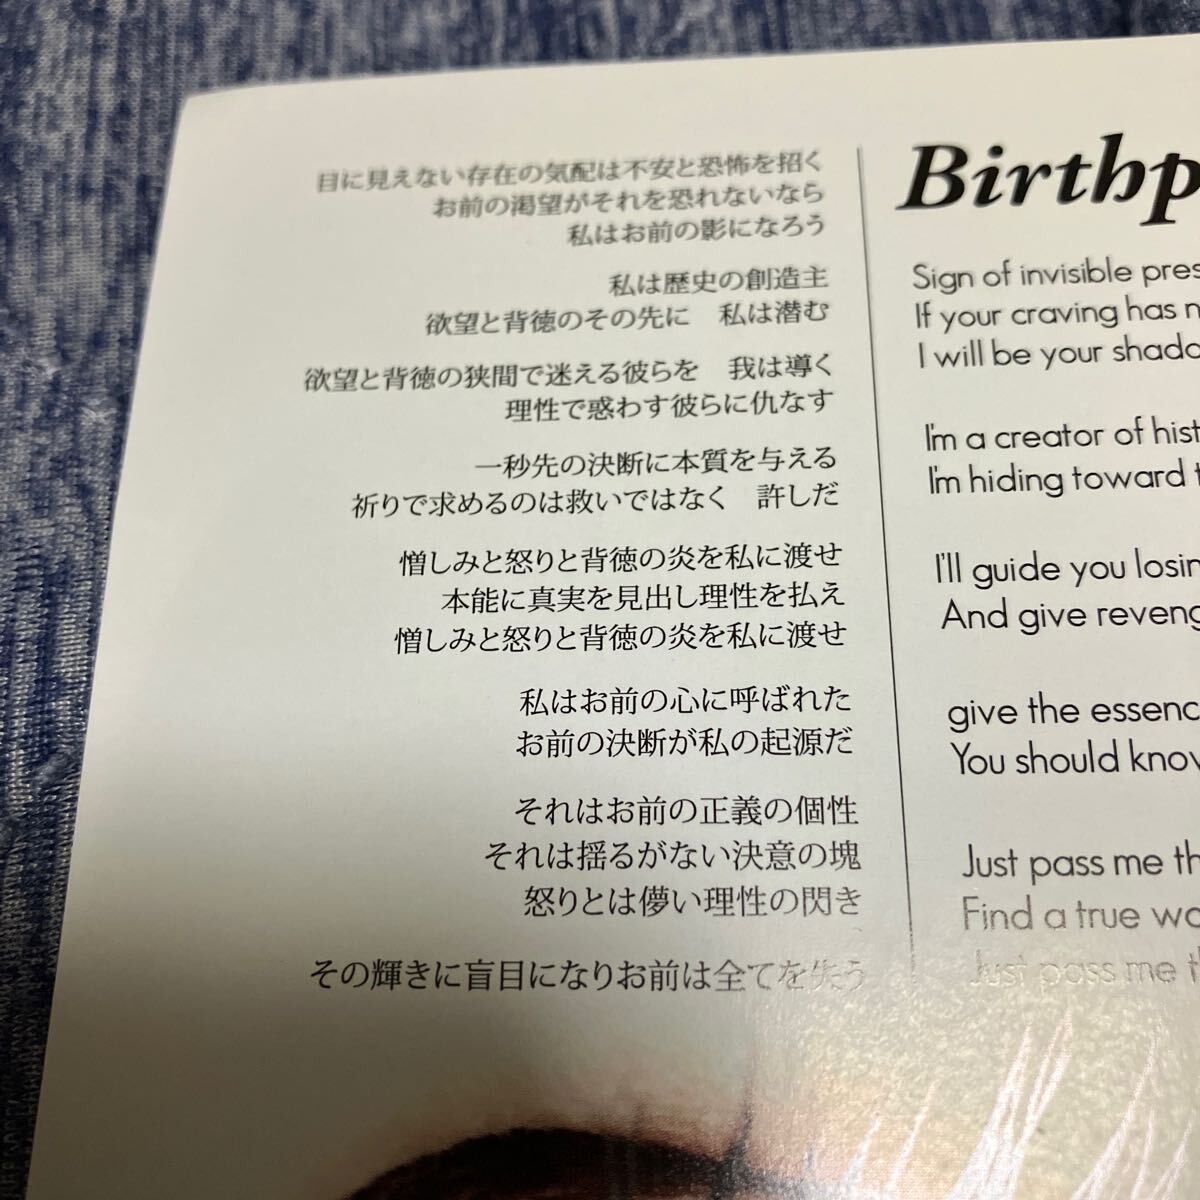 目に見えない存在の気配は不安と恐怖を招く
お前の渇望がそれを恐れないなら
私はお前の影になろう
私は歴史の創造主
欲望と背徳のその先に　私は潜む
欲望と背徳の狭間で迷える彼らを　我は導く
理性で惑わす彼らに仇なす
一秒先の決断に本質を与える
祈りで求めるのは救いではなく　許しだ
憎しみと怒りと背徳の炎を私に渡せ
本能に真実を見出し理性を払え
憎しみと怒りと背徳の炎を私に渡せ
私はお前の心に呼ばれた
お前の決断が私の起源だ
それはお前の正義の個性
それは揺るがない決意の塊
怒りとは儚い理性の閃き
その輝きに盲目になりお前は全てを失う
Birthp
Sign of invisible pres
If your craving has n
I will be your shado
I'm a creator of hist
I'm hiding toward t
I'll guide you losin
And give reveng
give the essenc
You should know
Just pass me th
Find a true wo
Just pass me th